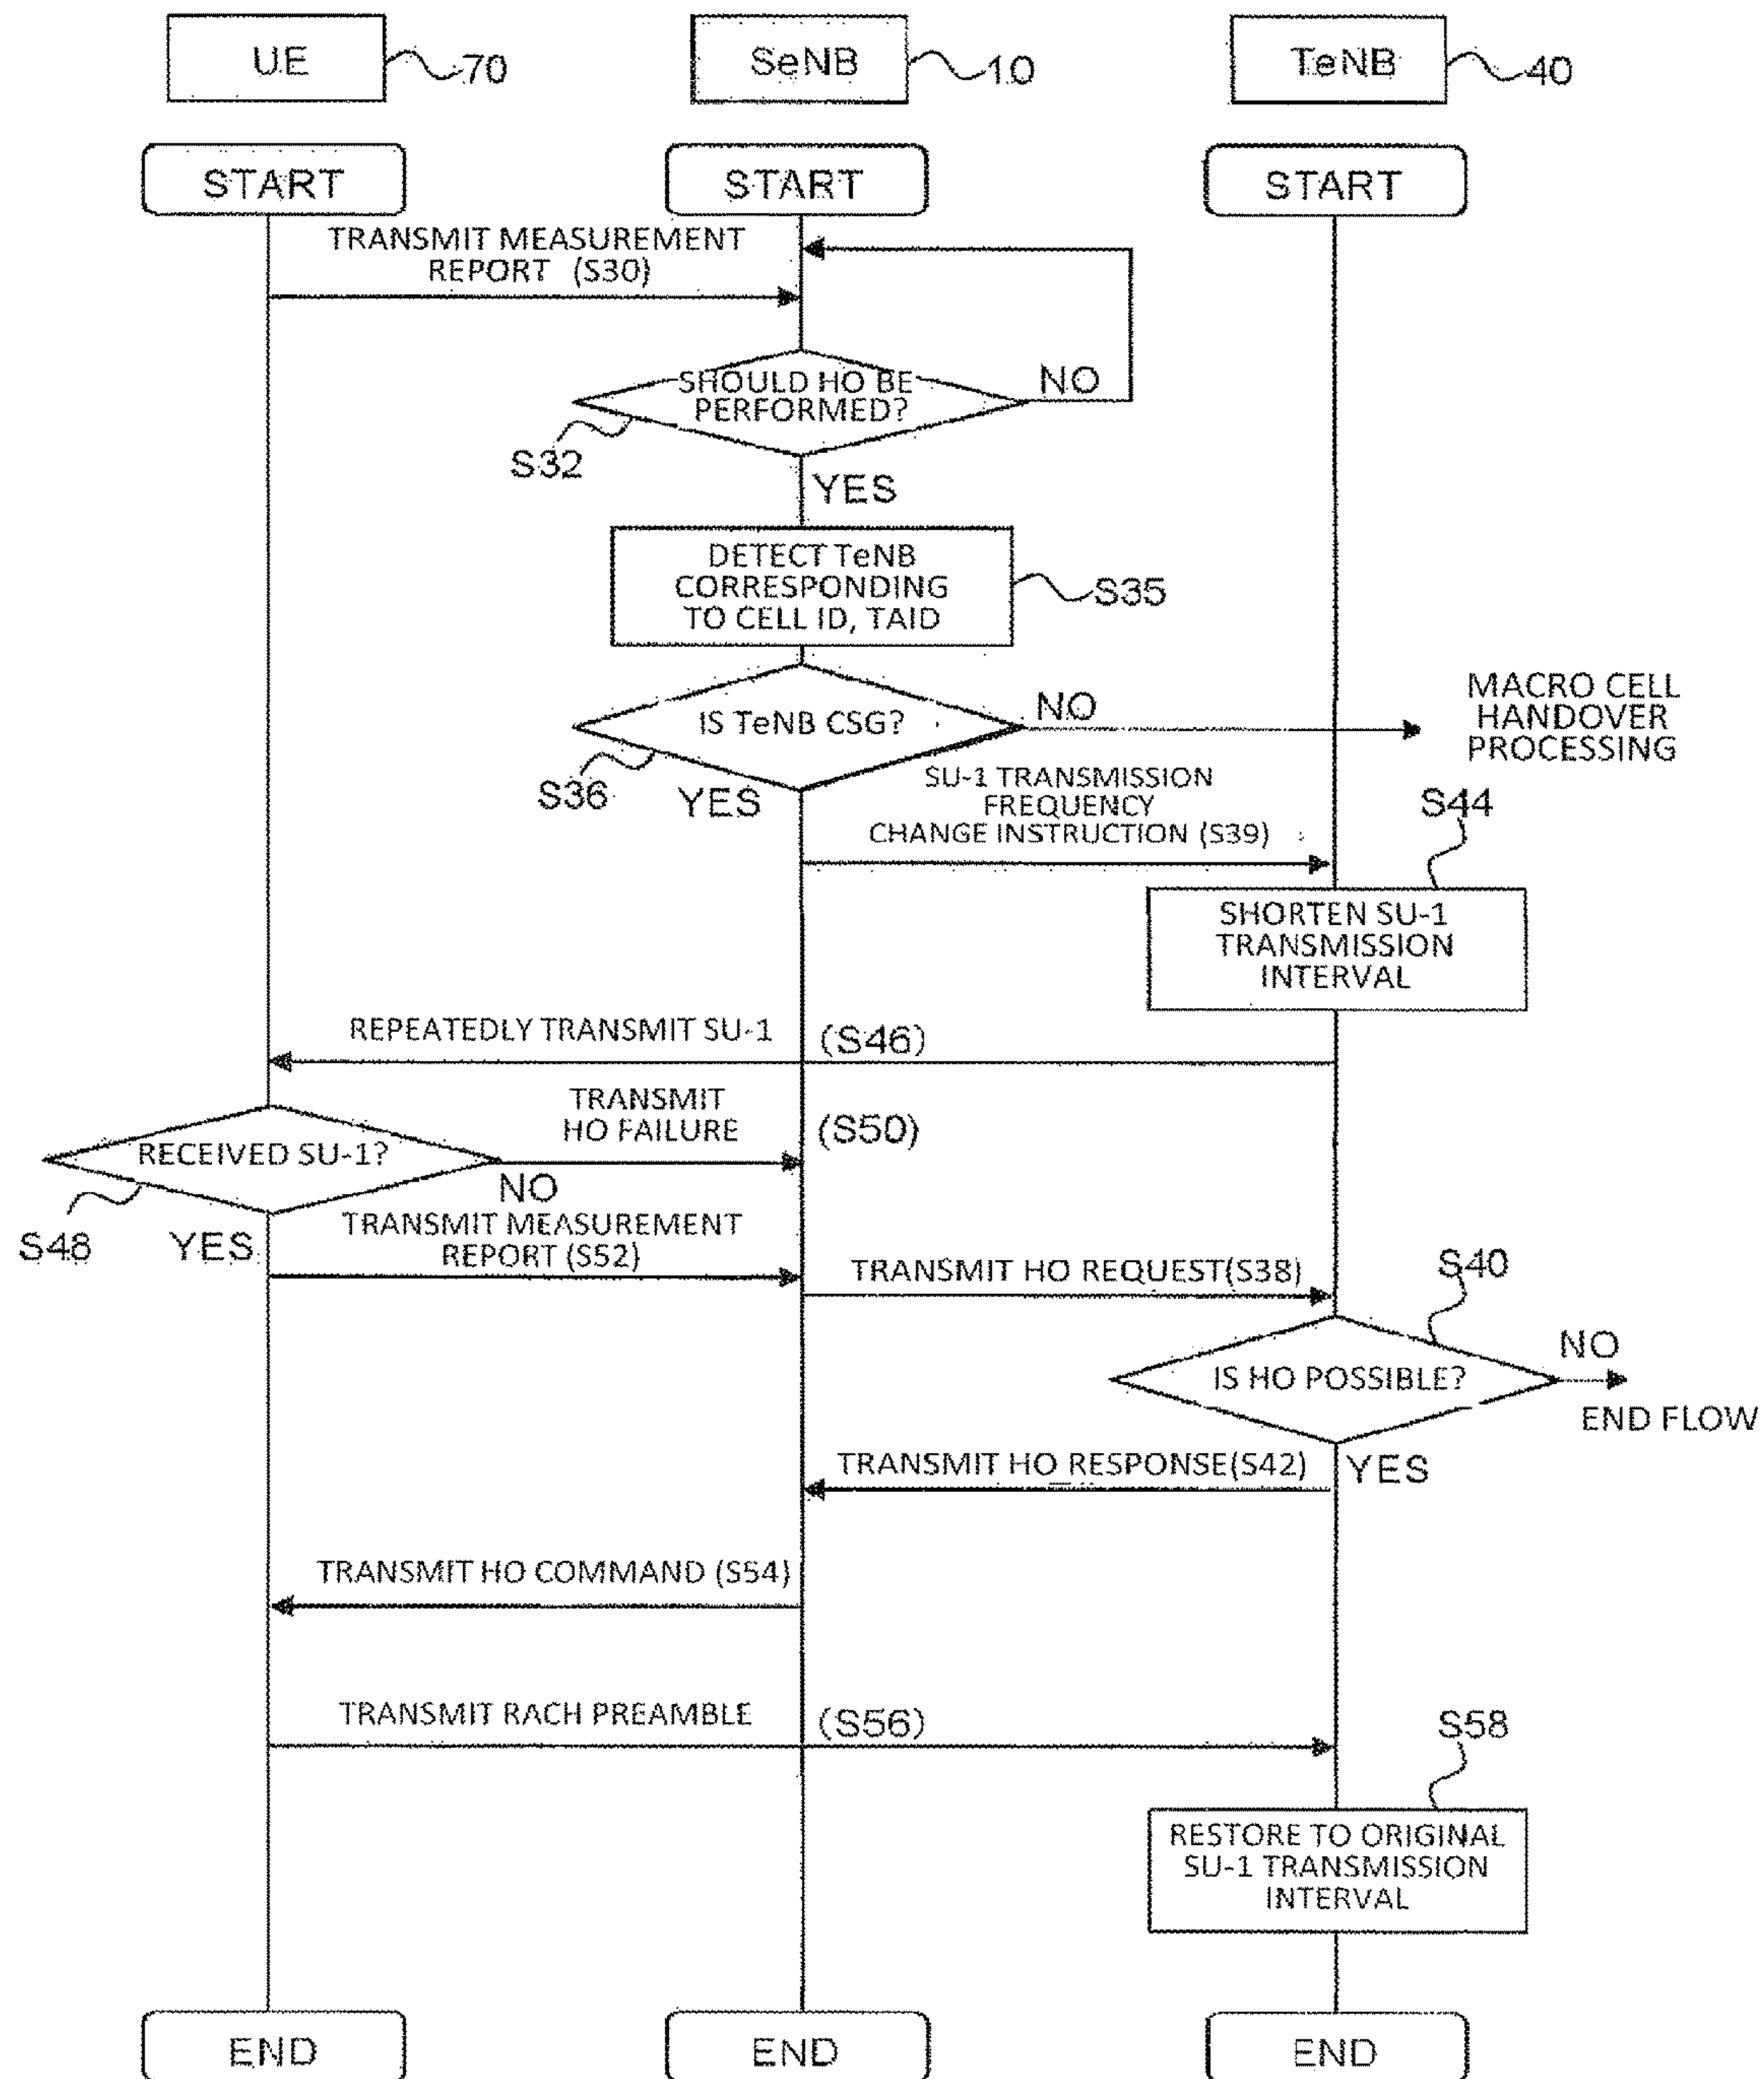 UE
70
SeNB
10
TeNB
40
START
START
START
TRANSMIT MEASUREMENT
REPORT (S30)
SHOULD HO BE
PERFORMED?
NO
S32
YES
DETECT TeNB
CORRESPONDING
TO CELL ID, TAID
S35
IS TeNB CSG?
NO
MACRO CELL
HANDOVER
PROCESSING
S36
YES
SU-1 TRANSMISSION
FREQUENCY
CHANGE INSTRUCTION (S39)
S44
SHORTEN SU-1
TRANSMISSION
INTERVAL
REPEATEDLY TRANSMIT SU-1
(S46)
TRANSMIT
HO FAILURE
(S50)
RECEIVED SU-1?
NO
S48
YES
TRANSMIT MEASUREMENT
REPORT (S52)
TRANSMIT HO REQUEST(S38)
S40
IS HO POSSIBLE?
NO
END FLOW
TRANSMIT HO RESPONSE(S42)
YES
TRANSMIT HO COMMAND (S54)
TRANSMIT RACH PREAMBLE
(S56)
S58
RESTORE TO ORIGINAL
SU-1 TRANSMISSION
INTERVAL
END
END
END